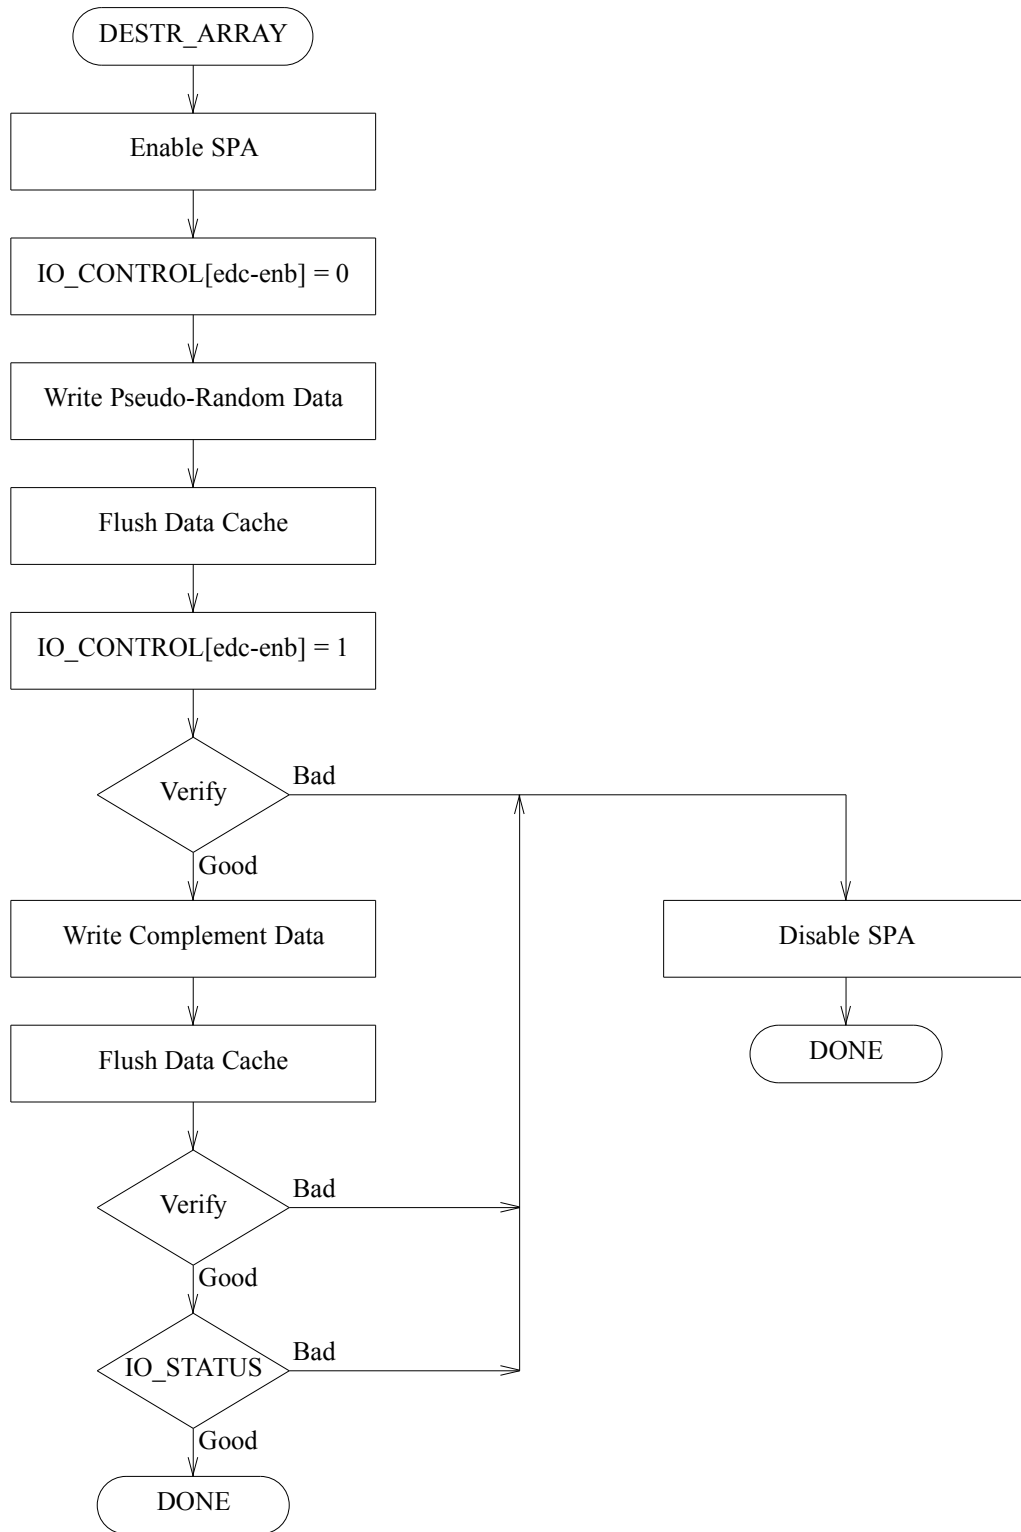 DESTR_ARRAY
Enable SPA
IO_CONTROL[edc-enb] = 0
Write Pseudo-Random Data
Flush Data Cache
IO_CONTROL[edc-enb] = 1
Verify
Bad
Good
Write Complement Data
Disable SPA
Flush Data Cache
DONE
Verify
Bad
Good
IO_STATUS
Bad
Good
DONE